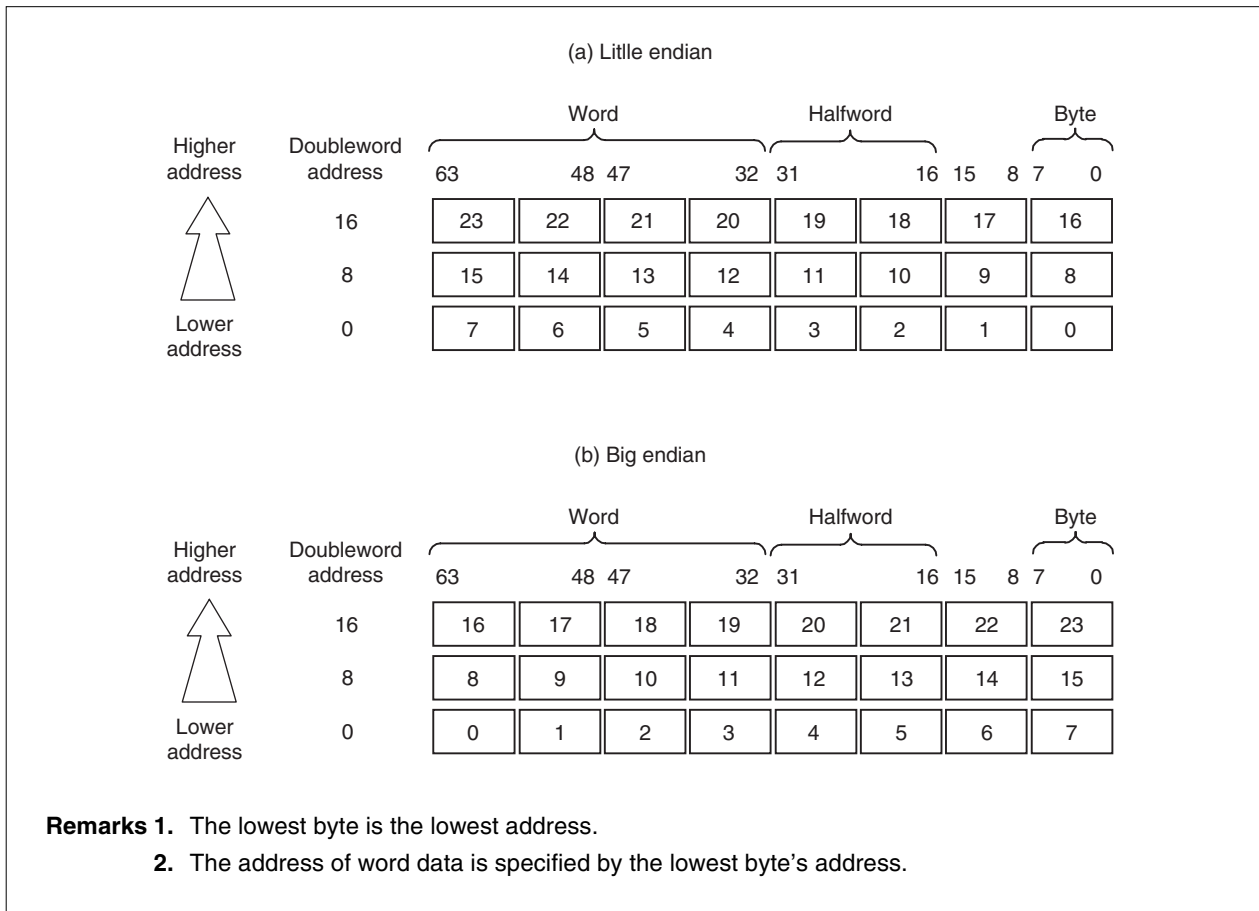 (a) Litlle endian
Word Halfword Byte
Higher address
Doubleword address
63 48 47 32 31 16 15 8 7 0
16 23 22 21 20 19 18 17 16
8 15 14 13 12 11 10 9 8
Lower address
0 7 6 5 4 3 2 1 0
(b) Big endian
Word Halfword Byte
Higher address
Doubleword address
63 48 47 32 31 16 15 8 7 0
16 16 17 18 19 20 21 22 23
8 8 9 10 11 12 13 14 15
Lower address
0 0 1 2 3 4 5 6 7
Remarks 1. The lowest byte is the lowest address.
2. The address of word data is specified by the lowest byte's address.